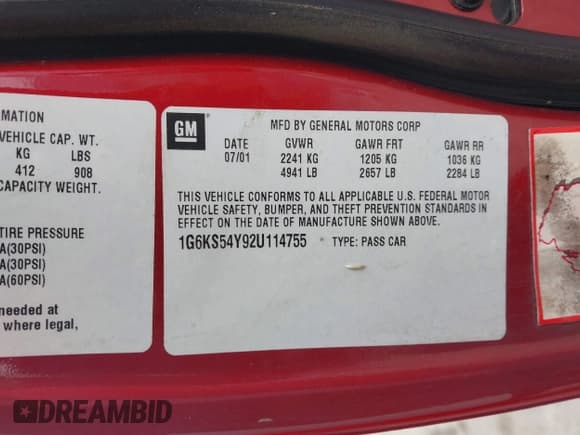 RMATION
VEHICLE CAP. WT.
KG LBS
412 908
CAPACITY WEIGHT.
TIRE PRESSURE
A(30PSI)
A(30PSI)
A(60PSI)
needed at
where legal,
GM
MFD BY GENERAL MOTORS CORP
DATE GVWR GAWR FRT GAWR RR
07/01 2241 KG 1205 KG 1036 KG
4941 LB 2657 LB 2284 LB
THIS VEHICLE CONFORMS TO ALL APPLICABLE U.S. FEDERAL MOTOR
VEHICLE SAFETY, BUMPER, AND THEFT PREVENTION STANDARDS IN
EFFECT ON THE DATE OF MANUFACTURE SHOWN ABOVE.
1G6KS54Y92U114755 TYPE: PASS CAR
DREAMBID